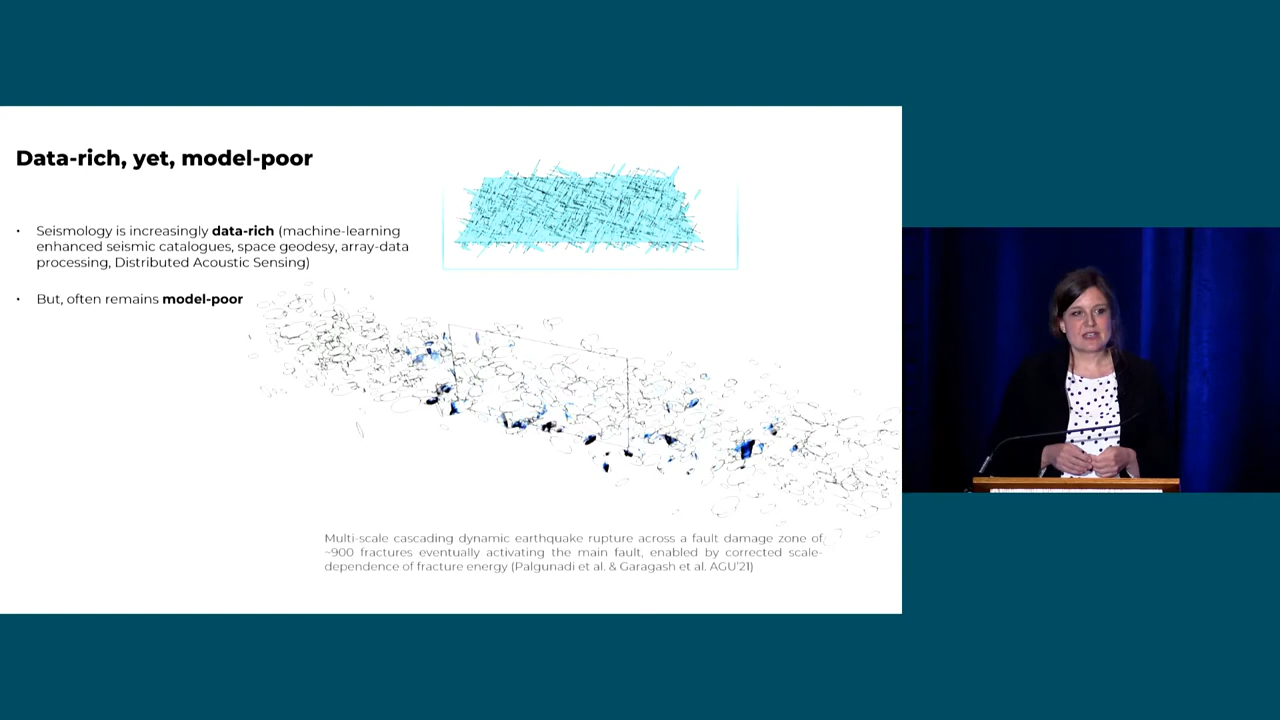 Data-rich, yet, model-poor
• Seismology is increasingly data-rich (machine-learning
enhanced seismic catalogues, space geodesy, array-data
processing, Distributed Acoustic Sensing)
• But, often remains model-poor
Multi-scale cascading dynamic earthquake rupture across a fault damage zone of
~900 fractures eventually activating the main fault, enabled by corrected scale-
dependence of fracture energy (Palgunadi et al. & Garagash et al. AGU'21)